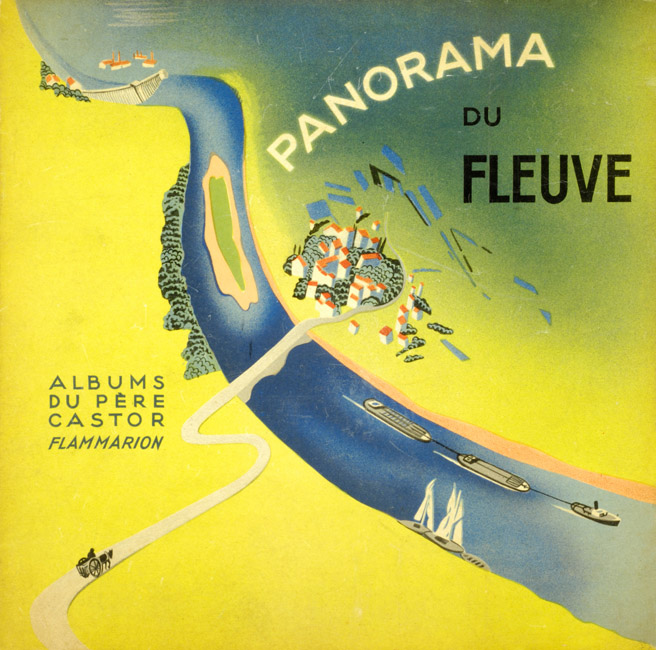 PANORAMA
DU
FLEUVE
ALBUMS
DU PÈRE
CASTOR
FLAMMARION